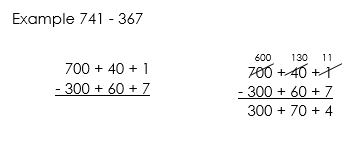 Example 741 - 367
700 + 40 + 1
- 300 + 60 + 7
600 130 11
700 + 40 + 1
- 300 + 60 + 7
300 + 70 + 4